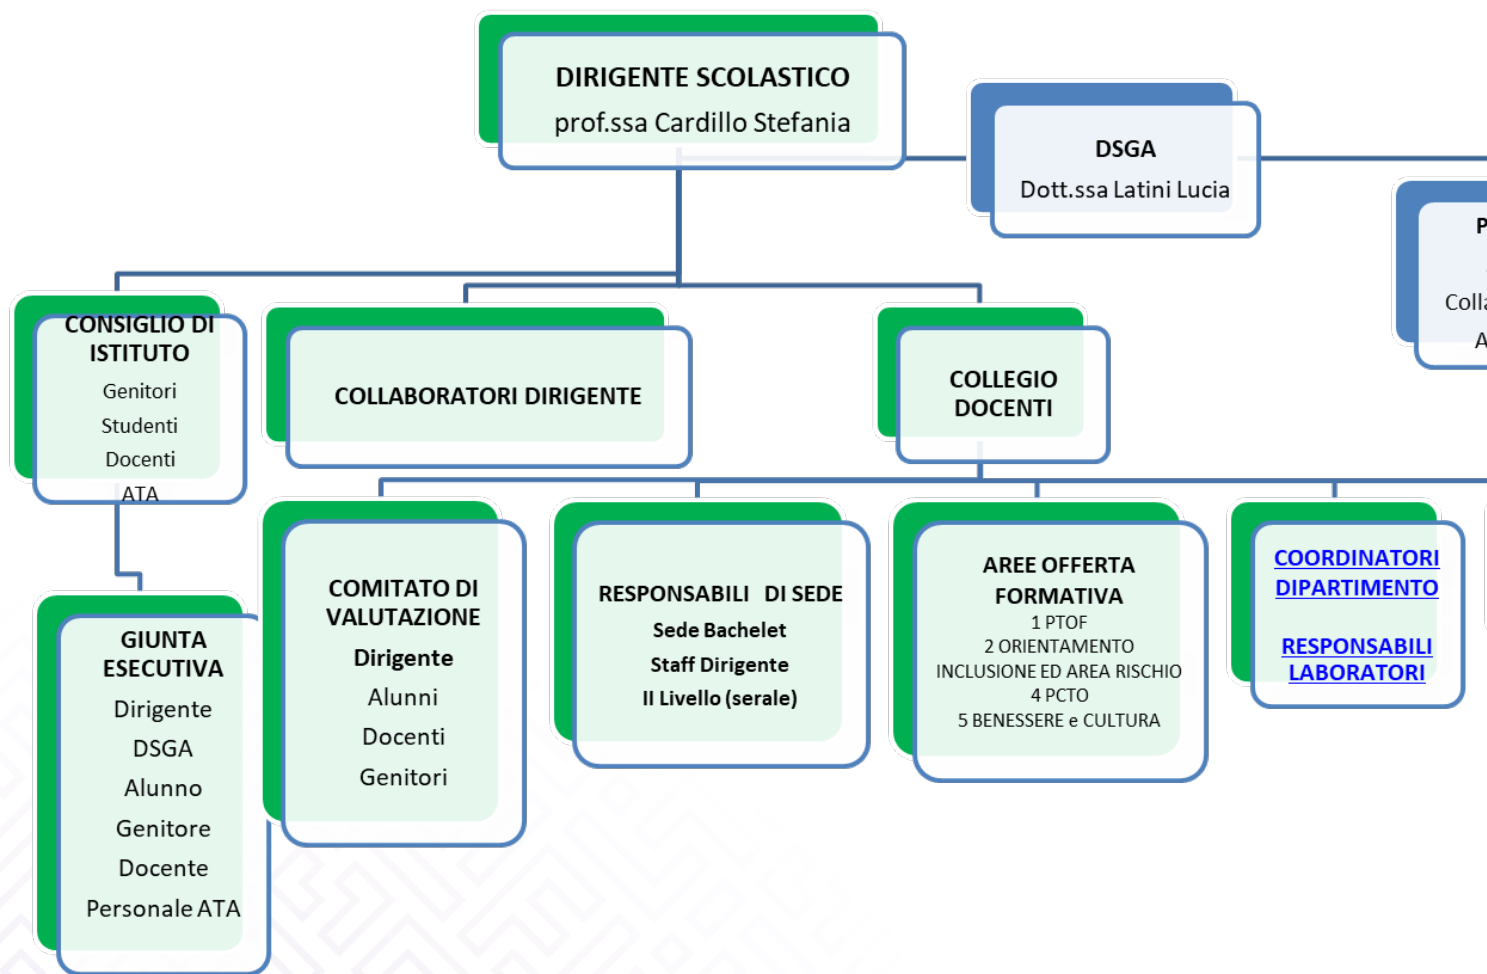 DIRIGENTE SCOLASTICO
prof.ssa Cardillo Stefania
DSGA
Dott.ssa Latini Lucia
P
Colla
A
CONSIGLIO DI
ISTITUTO
Genitori
Studenti
Docenti
ATA
COLLABORATORI DIRIGENTE
COLLEGIO
DOCENTI
GIUNTA
ESECUTIVA
Dirigente
DSGA
Alunno
Genitore
Docente
Personale ATA
COMITATO DI
VALUTAZIONE
Dirigente
Alunni
Docenti
Genitori
RESPONSABILI DI SEDE
Sede Bachelet
Staff Dirigente
II Livello (serale)
AREE OFFERTA
FORMATIVA
1 PTOF
2 ORIENTAMENTO
INCLUSIONE ED AREA RISCHIO
4 PCTO
5 BENESSERE e CULTURA
COORDINATORI
DIPARTIMENTO
RESPONSABILI
LABORATORI